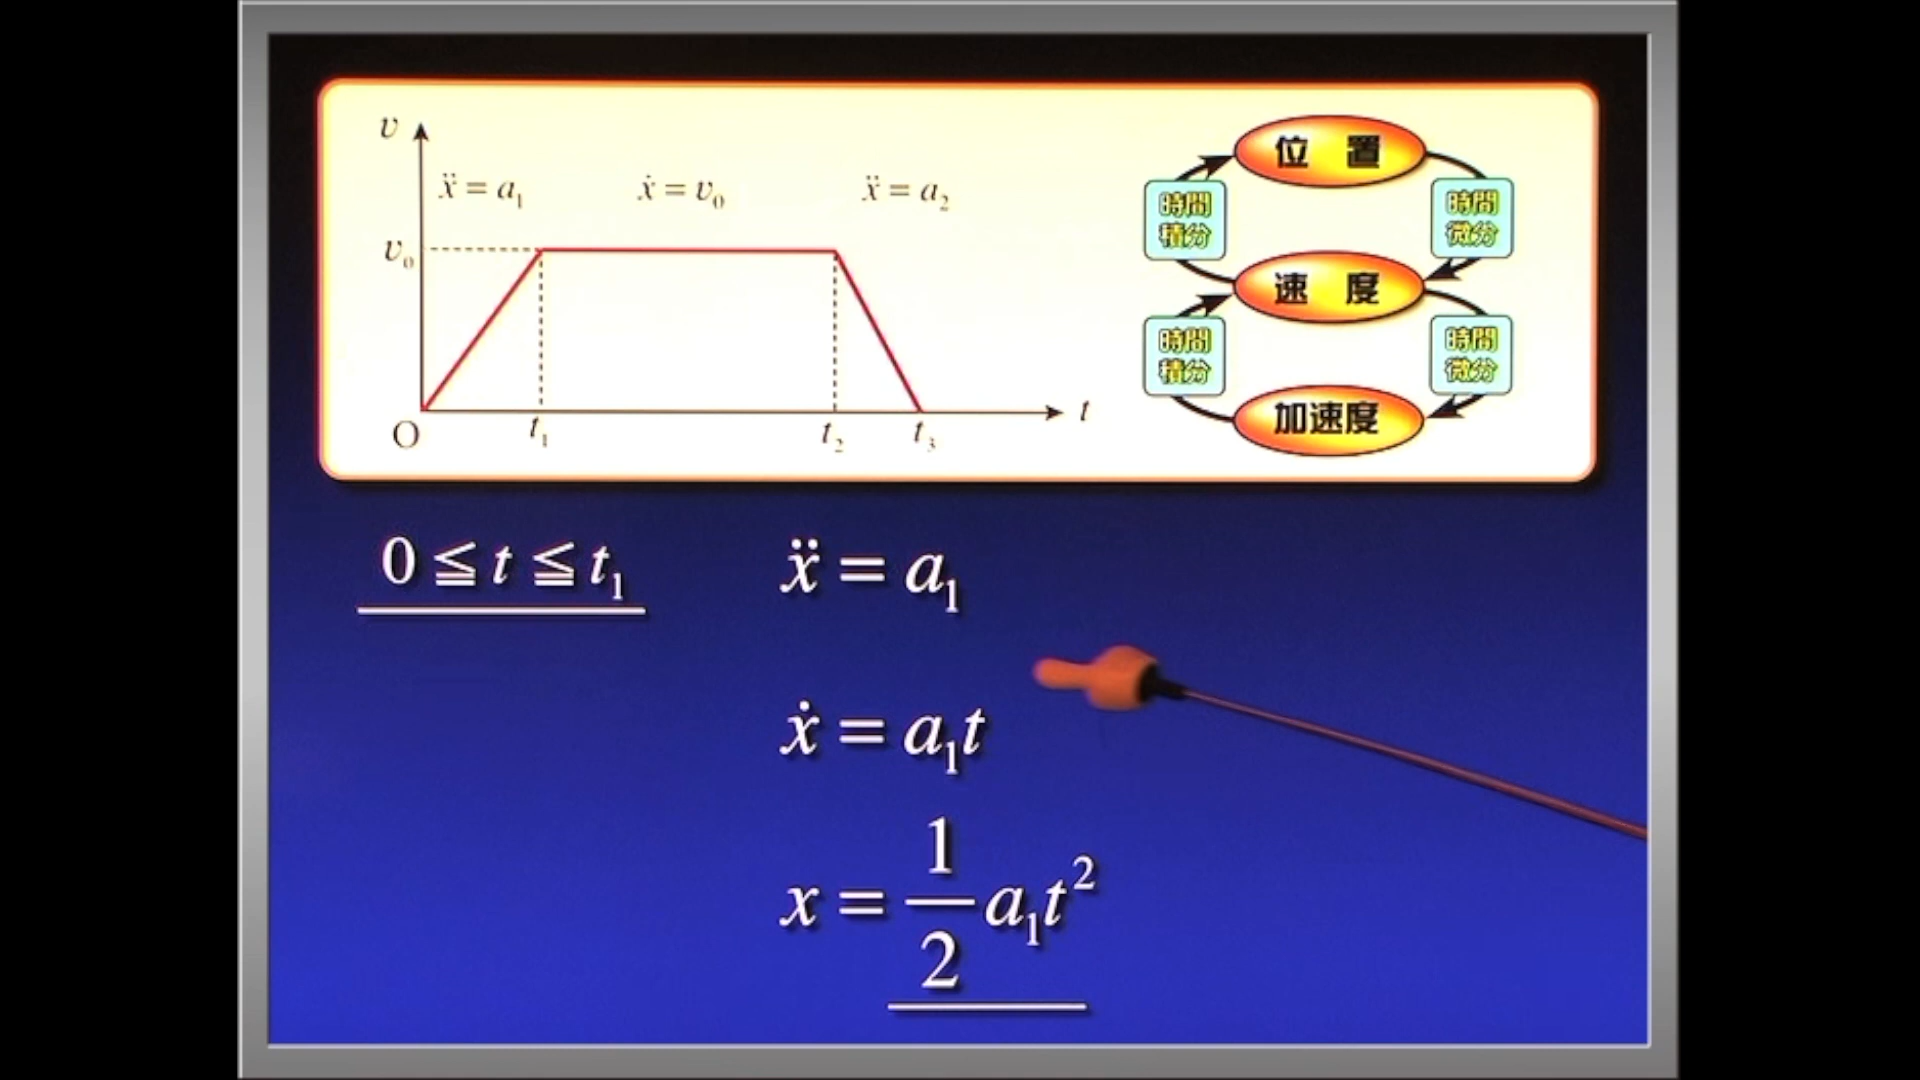 v
ẍ = a₁
ẋ = v₀
ẍ = a₂
v₀
O
t₁
t₂
t₃
t
位 置
時間
積分
時間
微分
速 度
時間
積分
時間
微分
加速度
0 ≦ t ≦ t₁
ẍ = a₁
ẋ = a₁t
x = 1/2 a₁t²